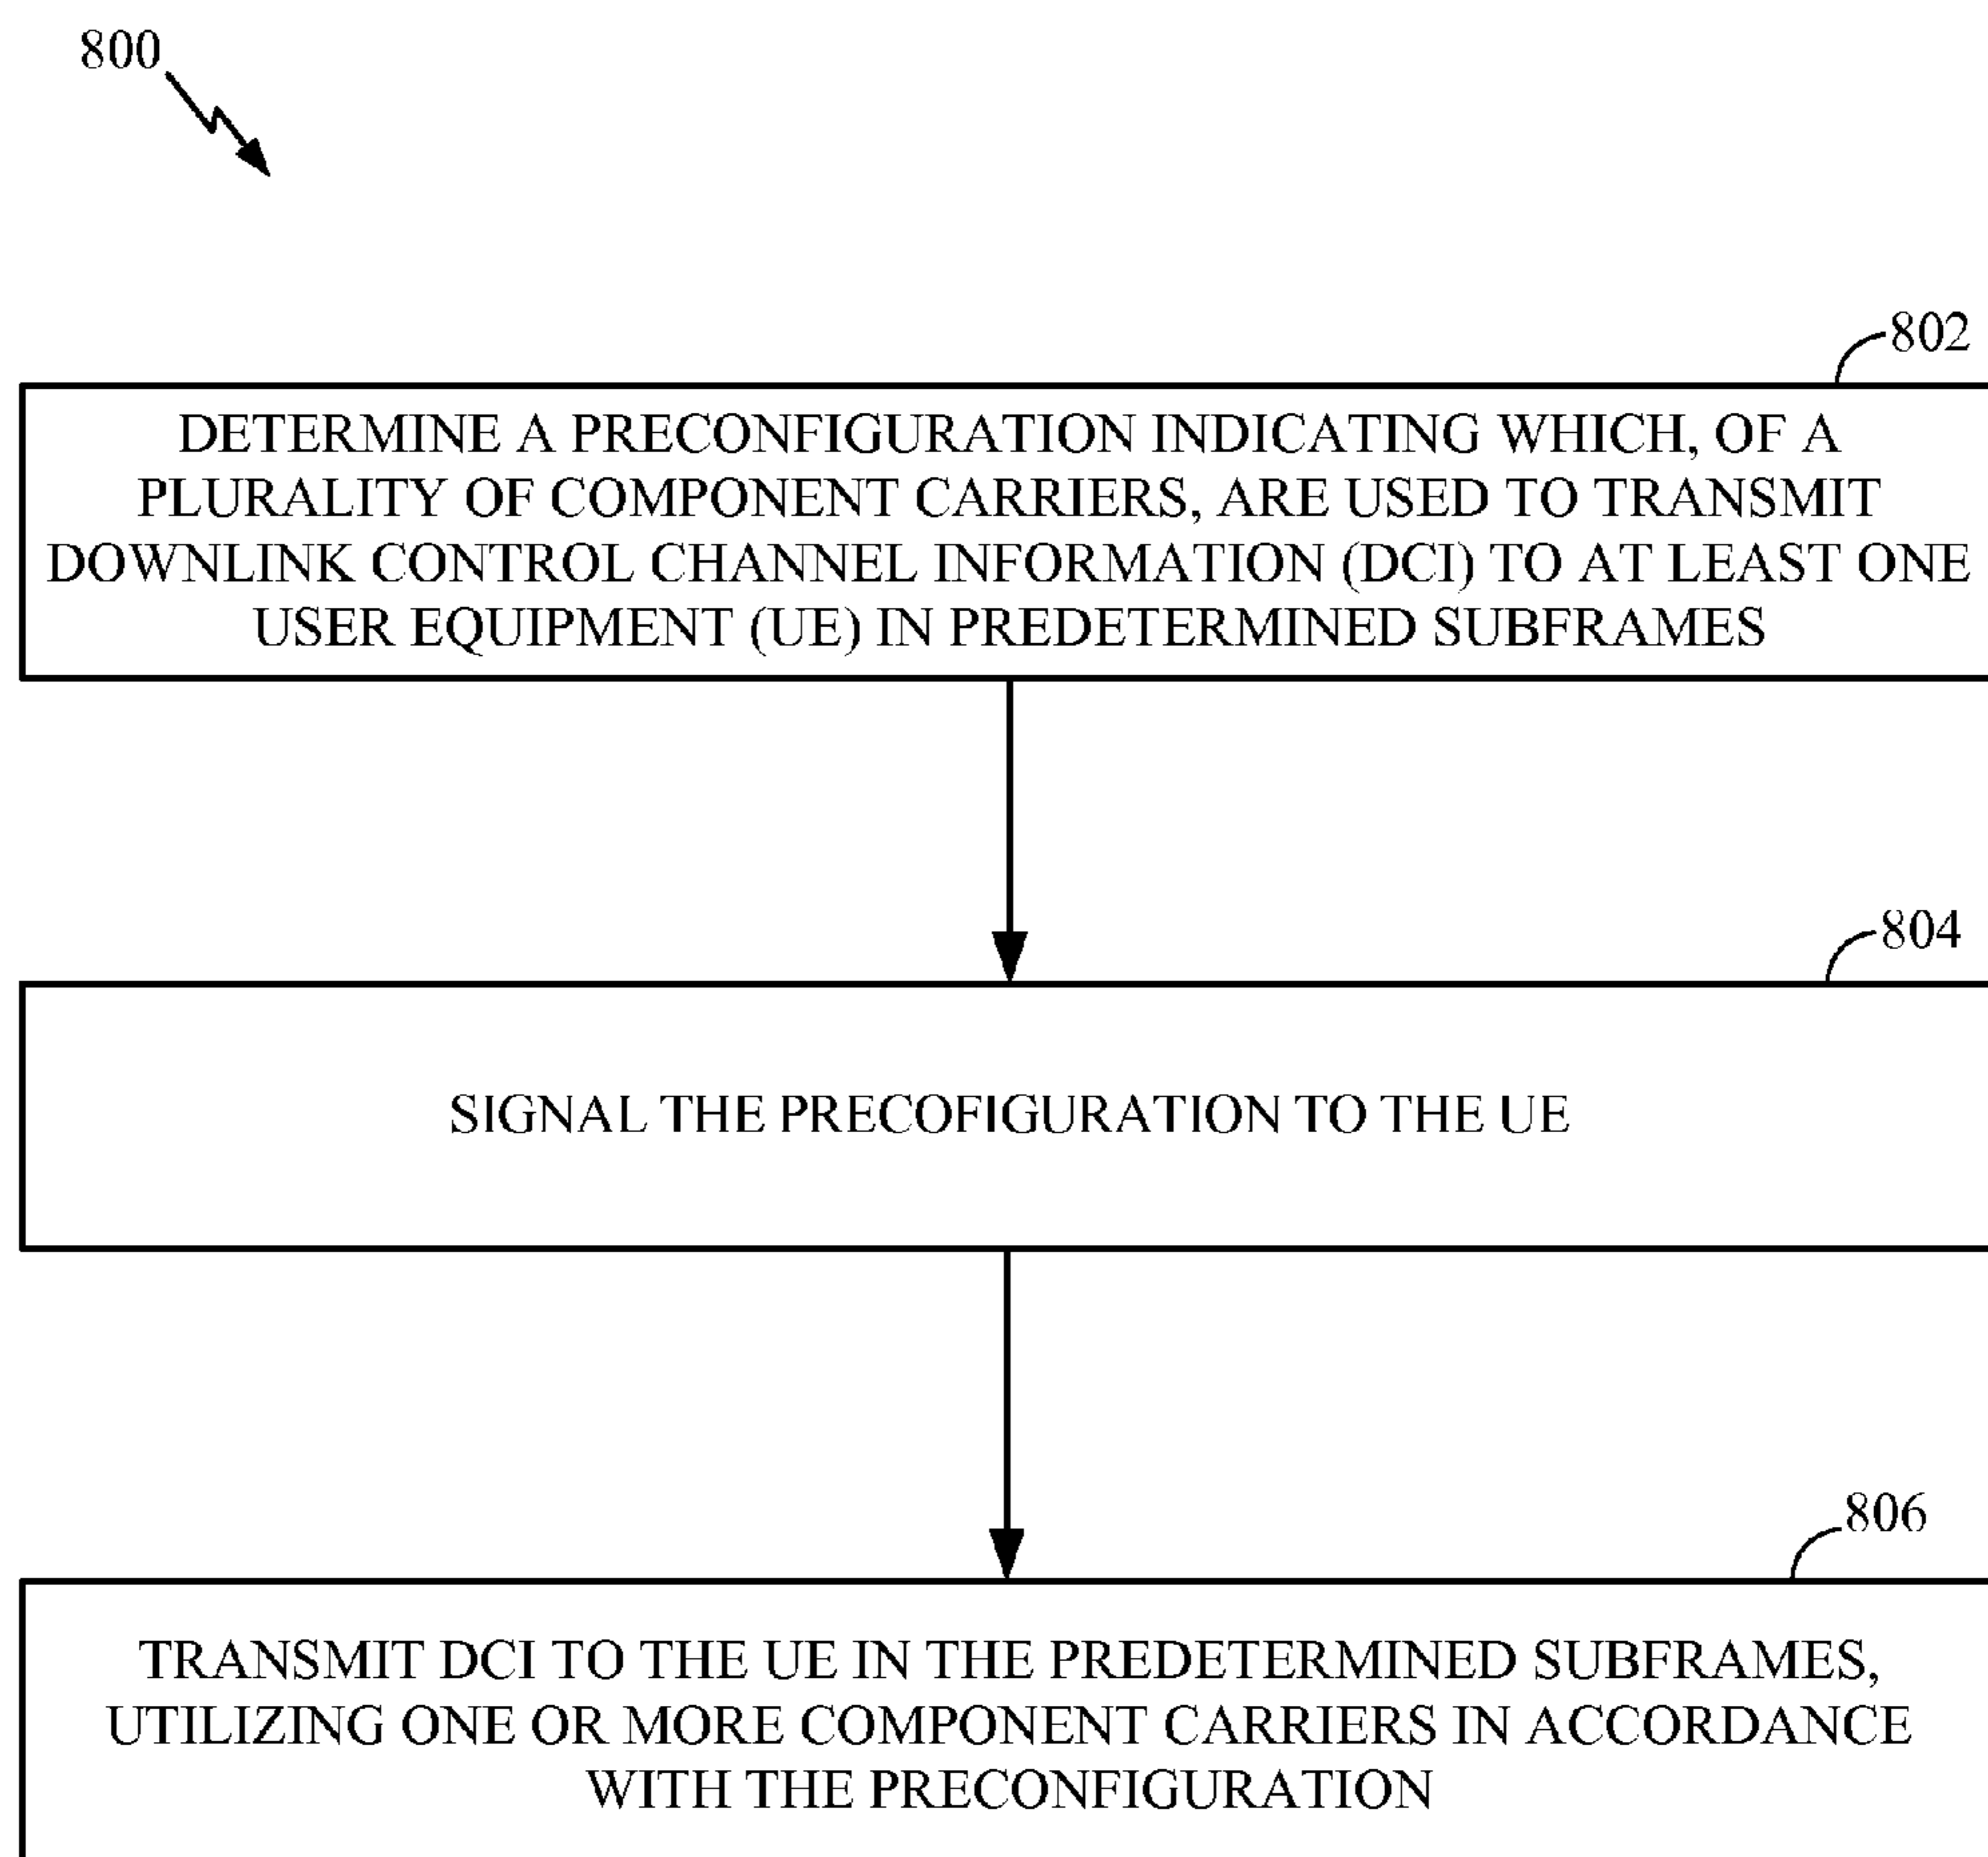 800
802
DETERMINE A PRECONFIGURATION INDICATING WHICH, OF A
PLURALITY OF COMPONENT CARRIERS, ARE USED TO TRANSMIT
DOWNLINK CONTROL CHANNEL INFORMATION (DCI) TO AT LEAST ONE
USER EQUIPMENT (UE) IN PREDETERMINED SUBFRAMES
804
SIGNAL THE PRECOFIGURATION TO THE UE
806
TRANSMIT DCI TO THE UE IN THE PREDETERMINED SUBFRAMES,
UTILIZING ONE OR MORE COMPONENT CARRIERS IN ACCORDANCE
WITH THE PRECONFIGURATION